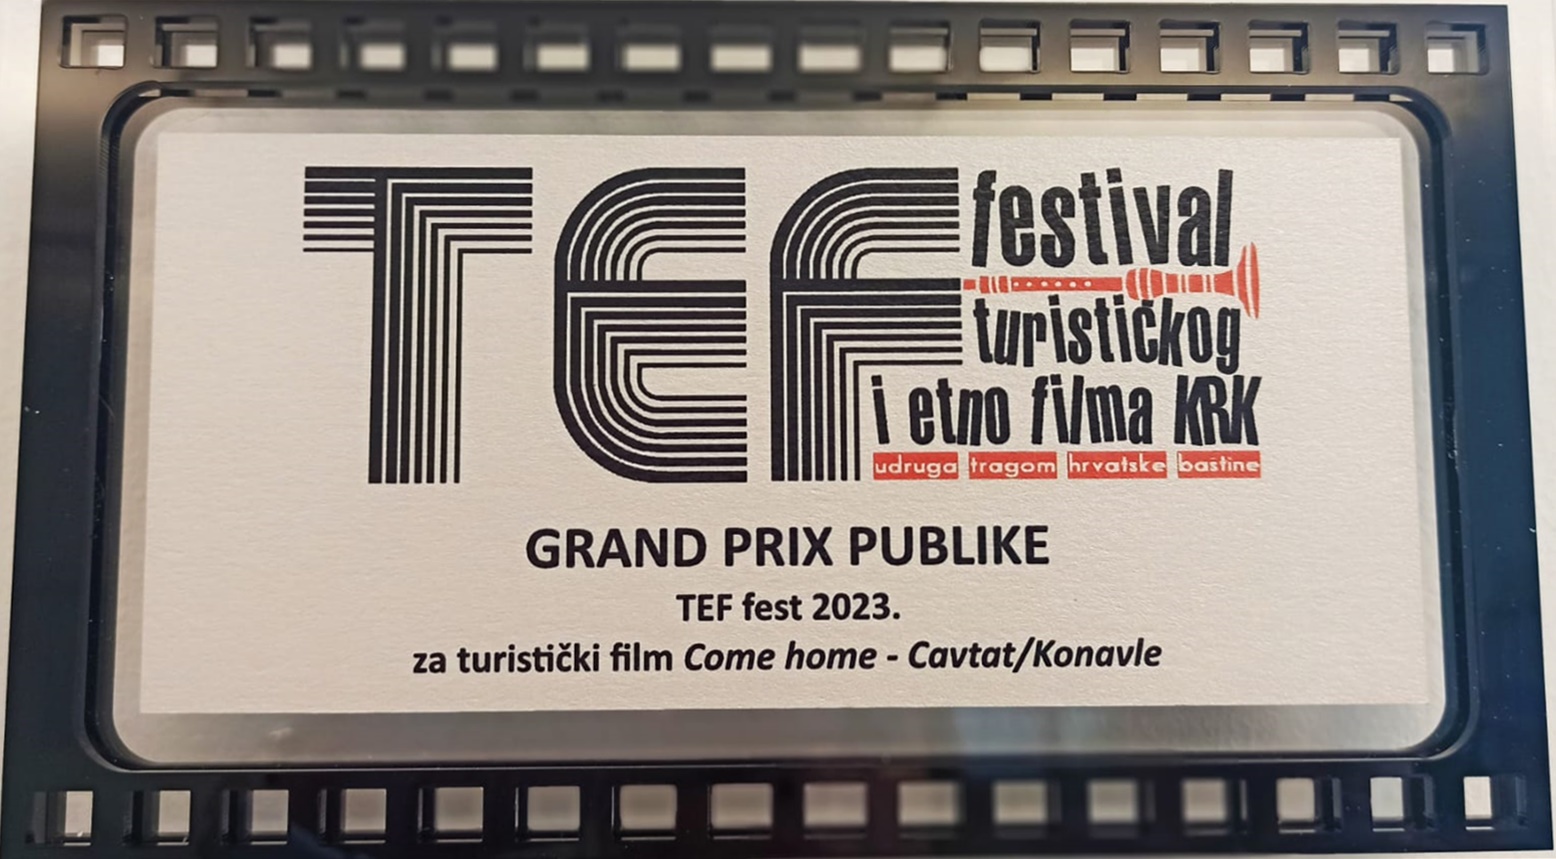 TEF
festival
turističkog
i etno filma KRK
udruga tragom hrvatske baštine
GRAND PRIX PUBLIKE
TEF fest 2023.
za turistički film Come home - Cavtat/Konavle